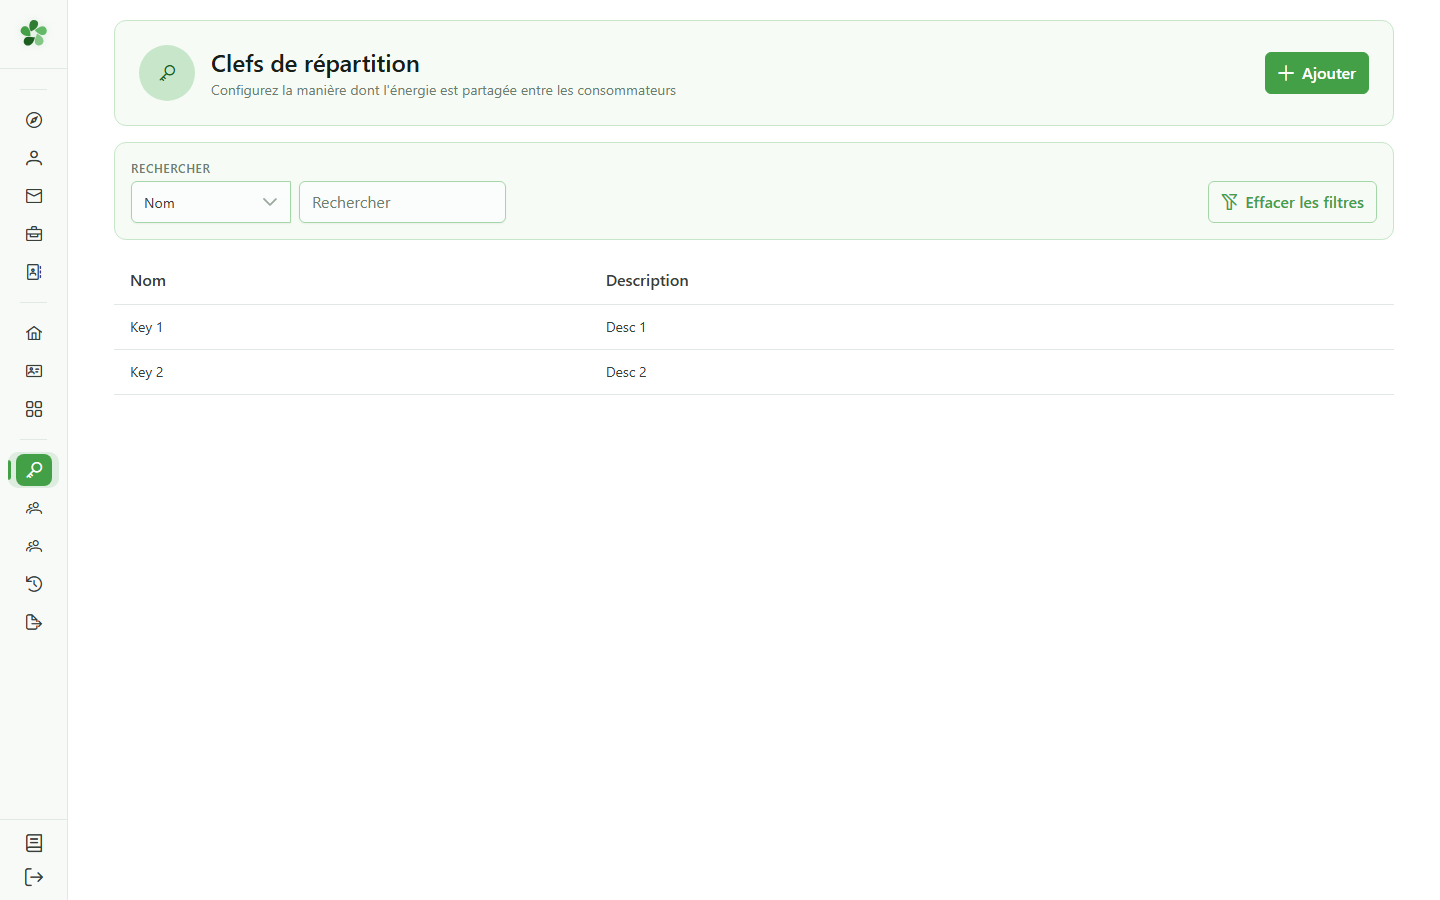 Clefs de répartition
Configurez la manière dont l'énergie est partagée entre les consommateurs
Ajouter
RECHERCHER
Nom
Rechercher
Effacer les filtres
Nom
Description
Key 1
Desc 1
Key 2
Desc 2